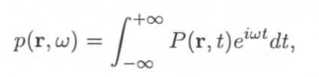 p(r, ω) = ∫_{-∞}^{+∞} P(r, t)e^{iωt}dt,